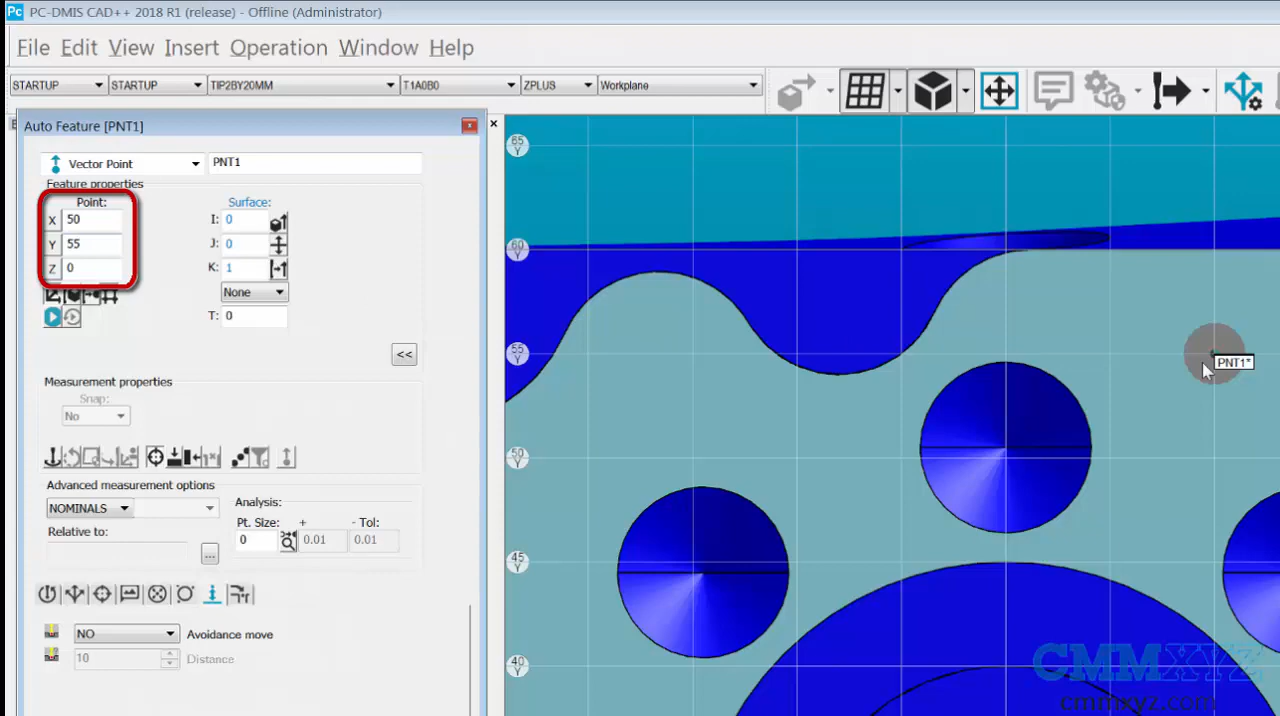 PC-DMIS CAD++ 2018 R1 (release) - Offline (Administrator)
File Edit View Insert Operation Window Help
STARTUP STARTUP TIP2BY20MM T1A0B0 ZPLUS Workplane
Auto Feature [PNT1]
Vector Point PNT1
Feature properties
Point: Surface:
X 50 I: 0
Y 55 J: 0
Z 0 K: 1
None
T: 0
<<
Measurement properties
Snap:
No
Advanced measurement options
NOMINALS
Analysis:
Pt. Size: + - Tol:
0 0.01 0.01
Relative to:
...
NO Avoidance move
10 Distance
65
60
Y
55
Y
50
Y
45
Y
40
Y
PNT1*
CMMXYZ
cmmxyz.com